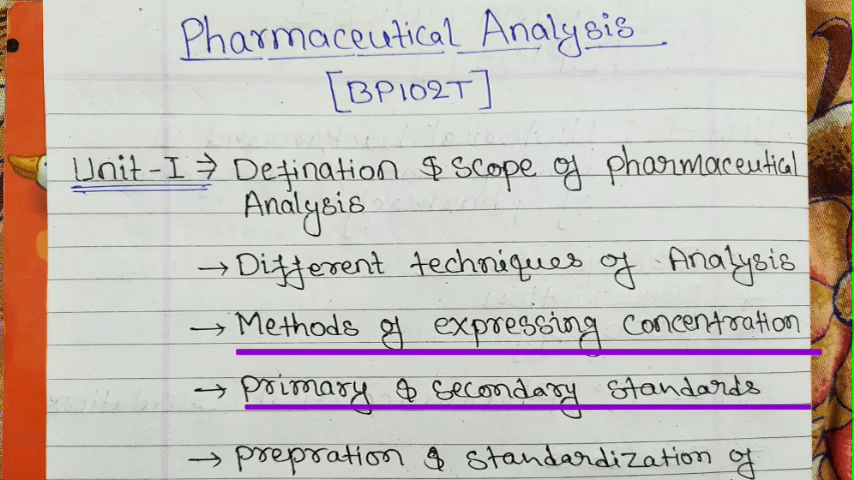 Pharmaceutical Analysis
[BP102T]
Unit-I ⇒ Defination & scope of pharmaceutical
Analysis
→ Different techniques of Analysis
→ Methods of expressing concentration
→ primary & secondary standards
→ prepration & standardization of